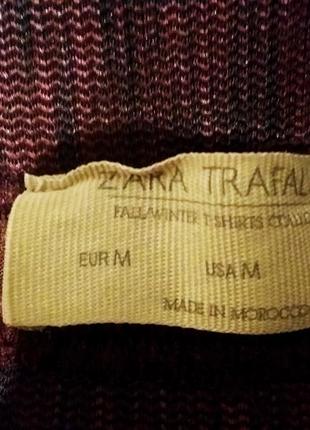 ZARA TRAFAL
FALL/WINTER T-SHIRTS COLLEC
EUR M USA M
MADE IN MOROCCO